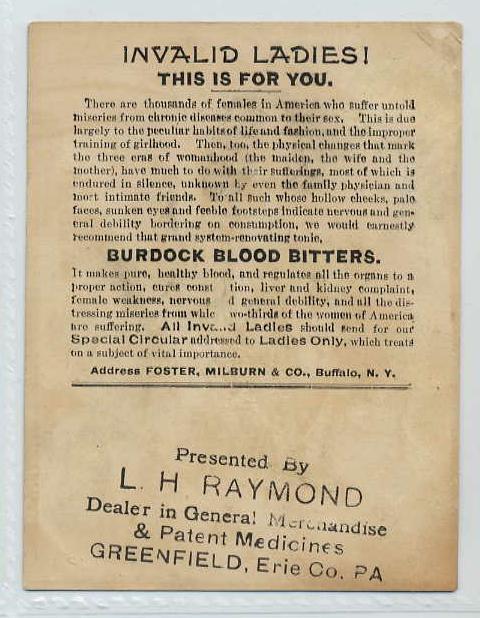 INVALID LADIES!
THIS IS FOR YOU.
There are thousands of females in America who suffer untold
miseries from chronic diseases common to their sex. This is due
largely to the peculiar habits of life and fashion, and the improper
training of girlhood. Then, too, the physical changes that mark
the three eras of womanhood (the maiden, the wife and the
mother), have much to do with their sufferings, most of which is
endured in silence, unknown by even the family physician and
most intimate friends. To all such whose hollow cheeks, pale
faces, sunken eyes and feeble footsteps indicate nervous and gen-
eral debility bordering on consumption, we would earnestly
recommend that grand system-renovating tonic,
BURDOCK BLOOD BITTERS.
It makes pure, healthy blood, and regulates all the organs to a
proper action, cures const tion, liver and kidney complaint,
female weakness, nervous d general debility, and all the dis-
tressing miseries from whic wo-thirds of the women of America
are suffering. All Inva..d Ladies should send for our
Special Circular addressed to Ladies Only, which treats
on a subject of vital importance.
Address FOSTER, MILBURN & CO., Buffalo, N. Y.
Presented By
L. H. RAYMOND
Dealer in General Merchandise
& Patent Medicines
GREENFIELD, Erie Co. PA